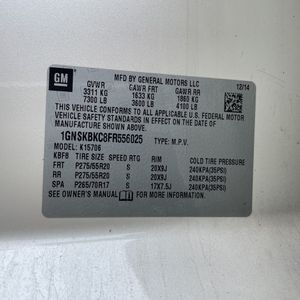 GM
MFD BY GENERAL MOTORS LLC
12/14
GVWR GAWR FRT GAWR RR
3311 KG 1633 KG 1860 KG
7300 LB 3600 LB 4100 LB
THIS VEHICLE CONFORMS TO ALL APPLICABLE U.S. FEDERAL MOTOR
VEHICLE SAFETY STANDARDS IN EFFECT ON THE DATE OF
MANUFACTURE SHOWN ABOVE.
1GNSKBKC8FR556025 TYPE: M.P.V.
MODEL: K15706
KBF8 TIRE SIZE SPEED RTG RIM COLD TIRE PRESSURE
FRT P275/55R20 S 20X9J 240KPA(35PSI)
RR P275/55R20 S 20X9J 240KPA(35PSI)
SPA P265/70R17 S 17X7.5J 240KPA(35PSI)
SEE OWNER'S MANUAL FOR MORE INFORMATION.